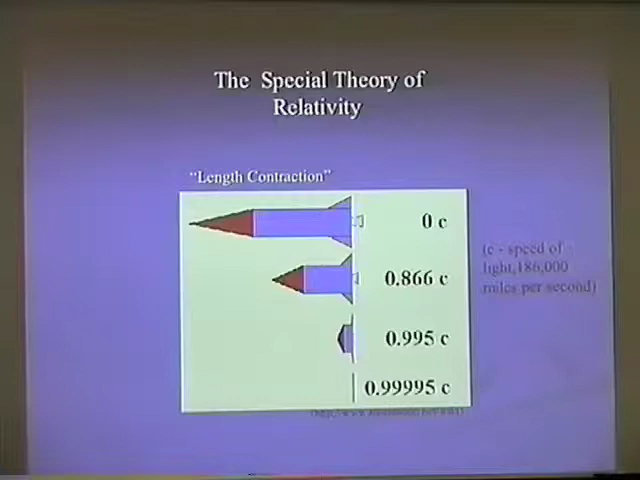 The Special Theory of
Relativity
"Length Contraction"
0 c
0.866 c
0.995 c
0.99995 c
(c - speed of
light,186,000
miles per second)